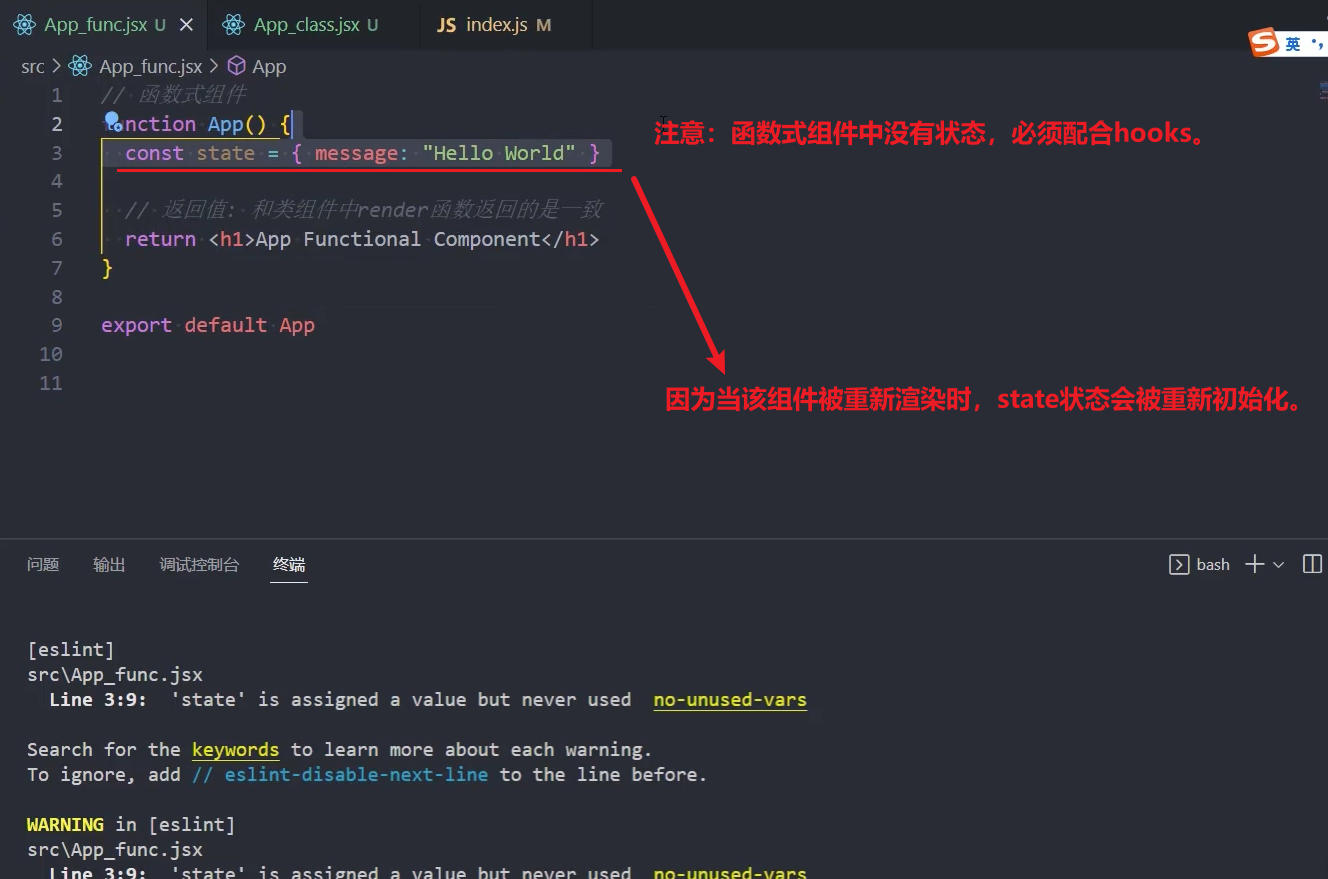 App_func.jsx U
App_class.jsx U
JS index.js M
英
src > App_func.jsx > App
1 // 函数式组件
2 nction App() {
注意：函数式组件中没有状态，必须配合hooks。
3 const state = { message: "Hello World" }
4
5 // 返回值: 和类组件中render函数返回的是一致
6 return <h1>App Functional Component</h1>
7 }
8
9 export default App
10
11
因为当该组件被重新渲染时，state状态会被重新初始化。
问题 输出 调试控制台 终端
bash
[eslint]
src\App_func.jsx
Line 3:9: 'state' is assigned a value but never used no-unused-vars
Search for the keywords to learn more about each warning.
To ignore, add // eslint-disable-next-line to the line before.
WARNING in [eslint]
src\App_func.jsx
Line 3:9: 'state' is assigned a value but never used no-unused-vars